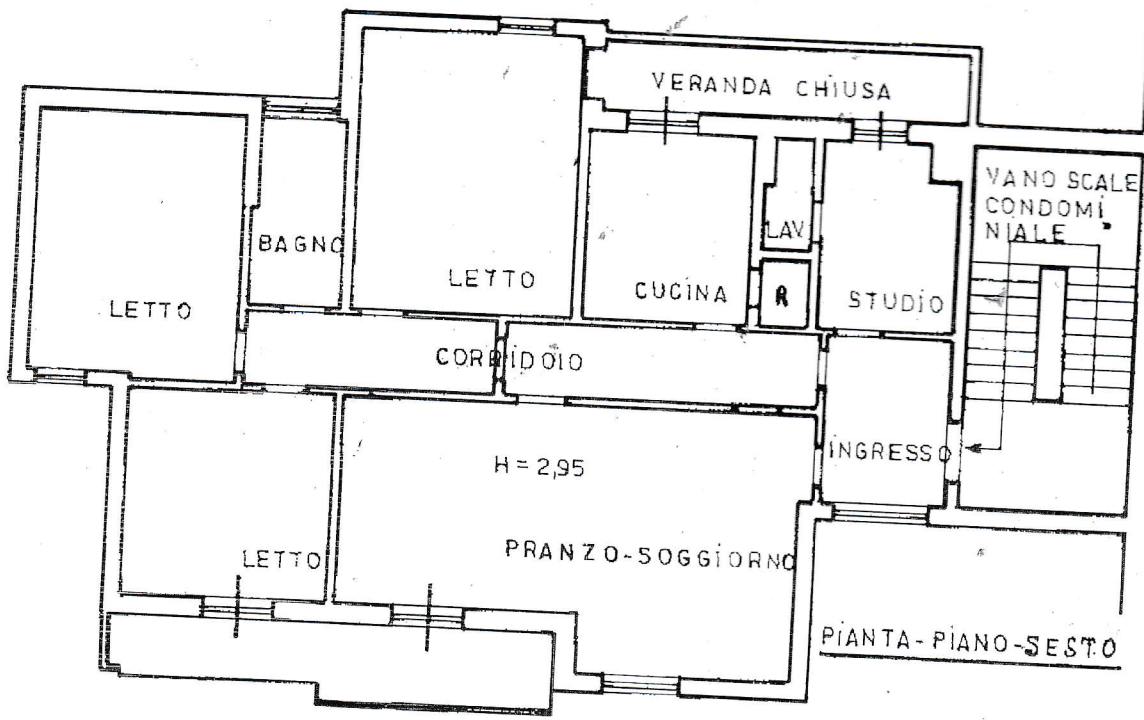 VERANDA CHIUSA
VANO SCALE
CONDOMI
NIALE
BAGNO
LAV.
LETTO
LETTO
CUCINA
R
STUDIO
CORRIDOIO
H = 2,95
INGRESSO
LETTO
PRANZO-SOGGIORNO
PIANTA-PIANO-SESTO